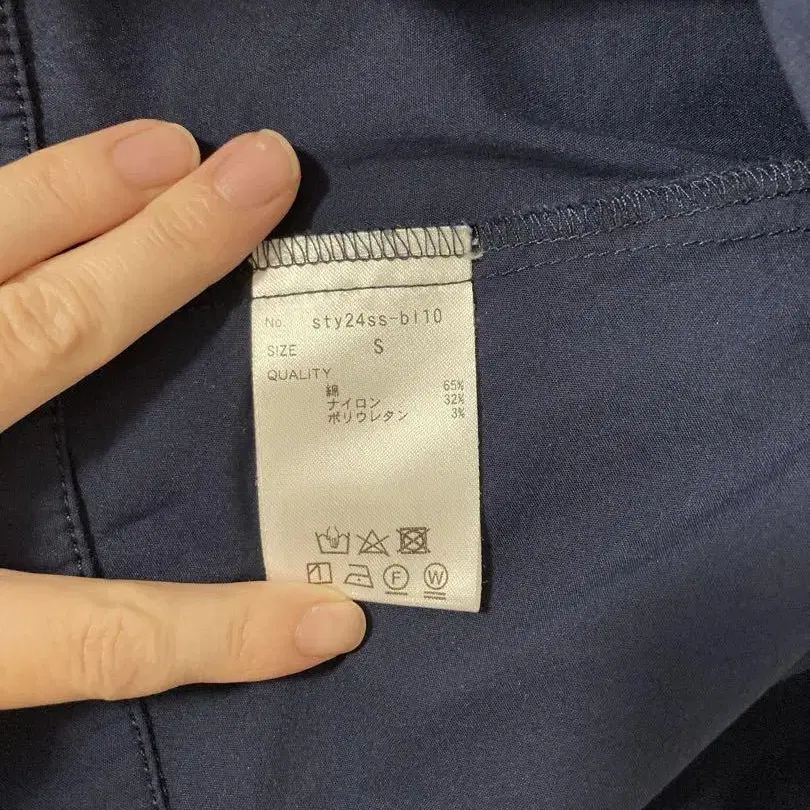 No. sty24ss-bl10
SIZE S
QUALITY
綿 65%
ナイロン 32%
ポリウレタン 3%
F W